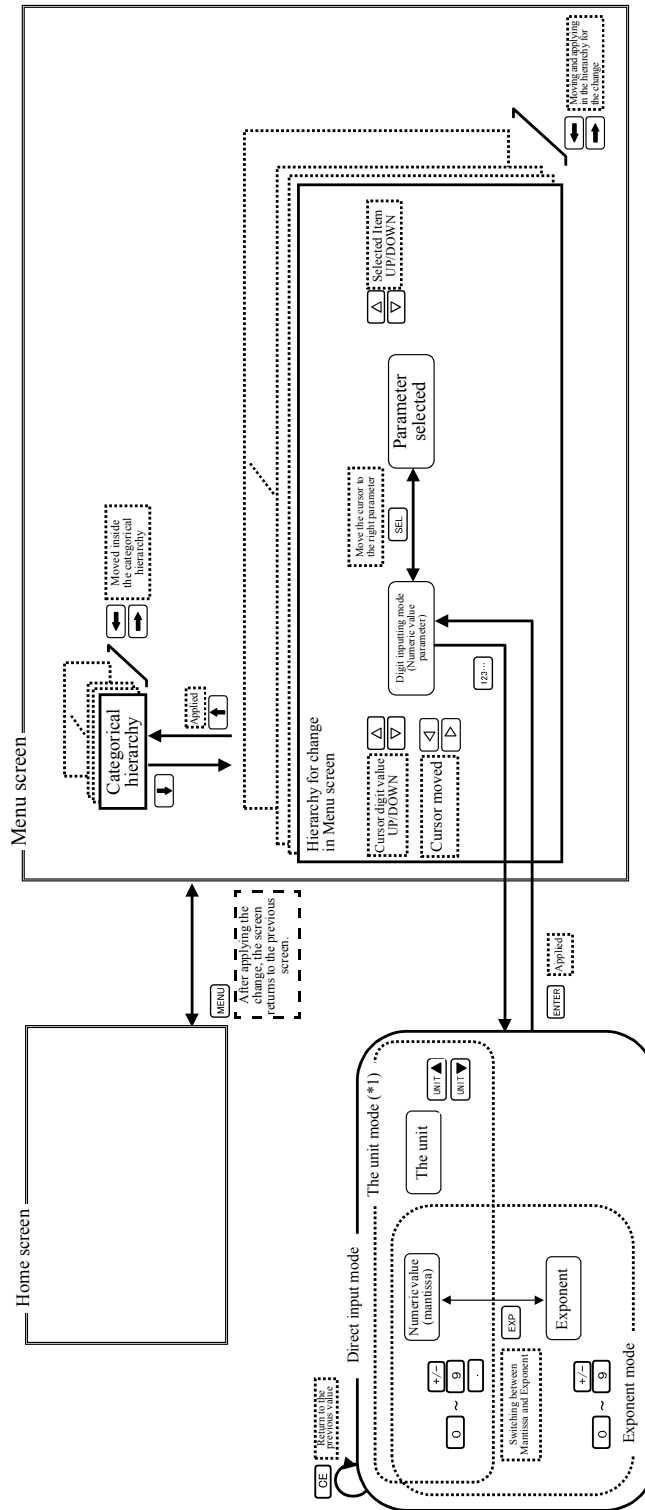 Home screen
MENU
After applying the
change, the screen
returns to the previous
screen.
Menu screen
Categorical
hierarchy
Moved inside
the categorical
hierarchy
Applied
Hierarchy for change
in Menu screen
Cursor digit value
UP/DOWN
Cursor moved
Digit inputting mode
(Numeric value
parameter)
123…
Move the cursor to
the right parameter
SEL
Parameter
selected
Selected Item
UP/DOWN
Moving and applying
in the hierarchy for
the change
CE
Return to the
previous value
Direct input mode
The unit mode (*1)
0 ~ 9
+/−
.
Numeric value
(mantissa)
The unit
UNIT▲
UNIT▼
Switching between
Mantissa and Exponent
EXP
0 ~ 9
+/−
Exponent
Exponent mode
ENTER
Applied